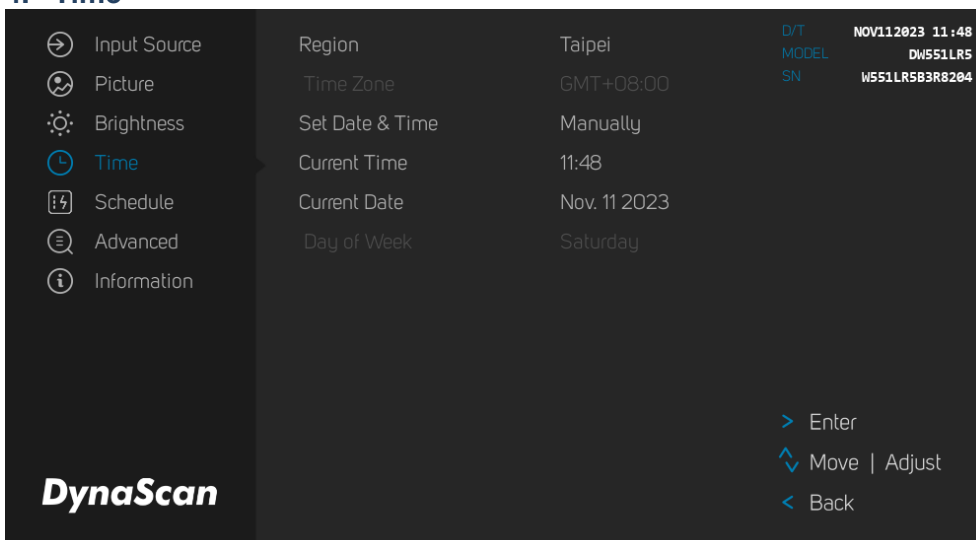 Input Source
Picture
Brightness
Time
Schedule
Advanced
Information
DynaScan
Region Taipei
Time Zone GMT+08:00
Set Date & Time Manually
Current Time 11:48
Current Date Nov. 11 2023
Day of Week Saturday
D/T NOV112023 11:48
MODEL DW551LR5
SN W551LR5B3R8204
> Enter
Move | Adjust
< Back